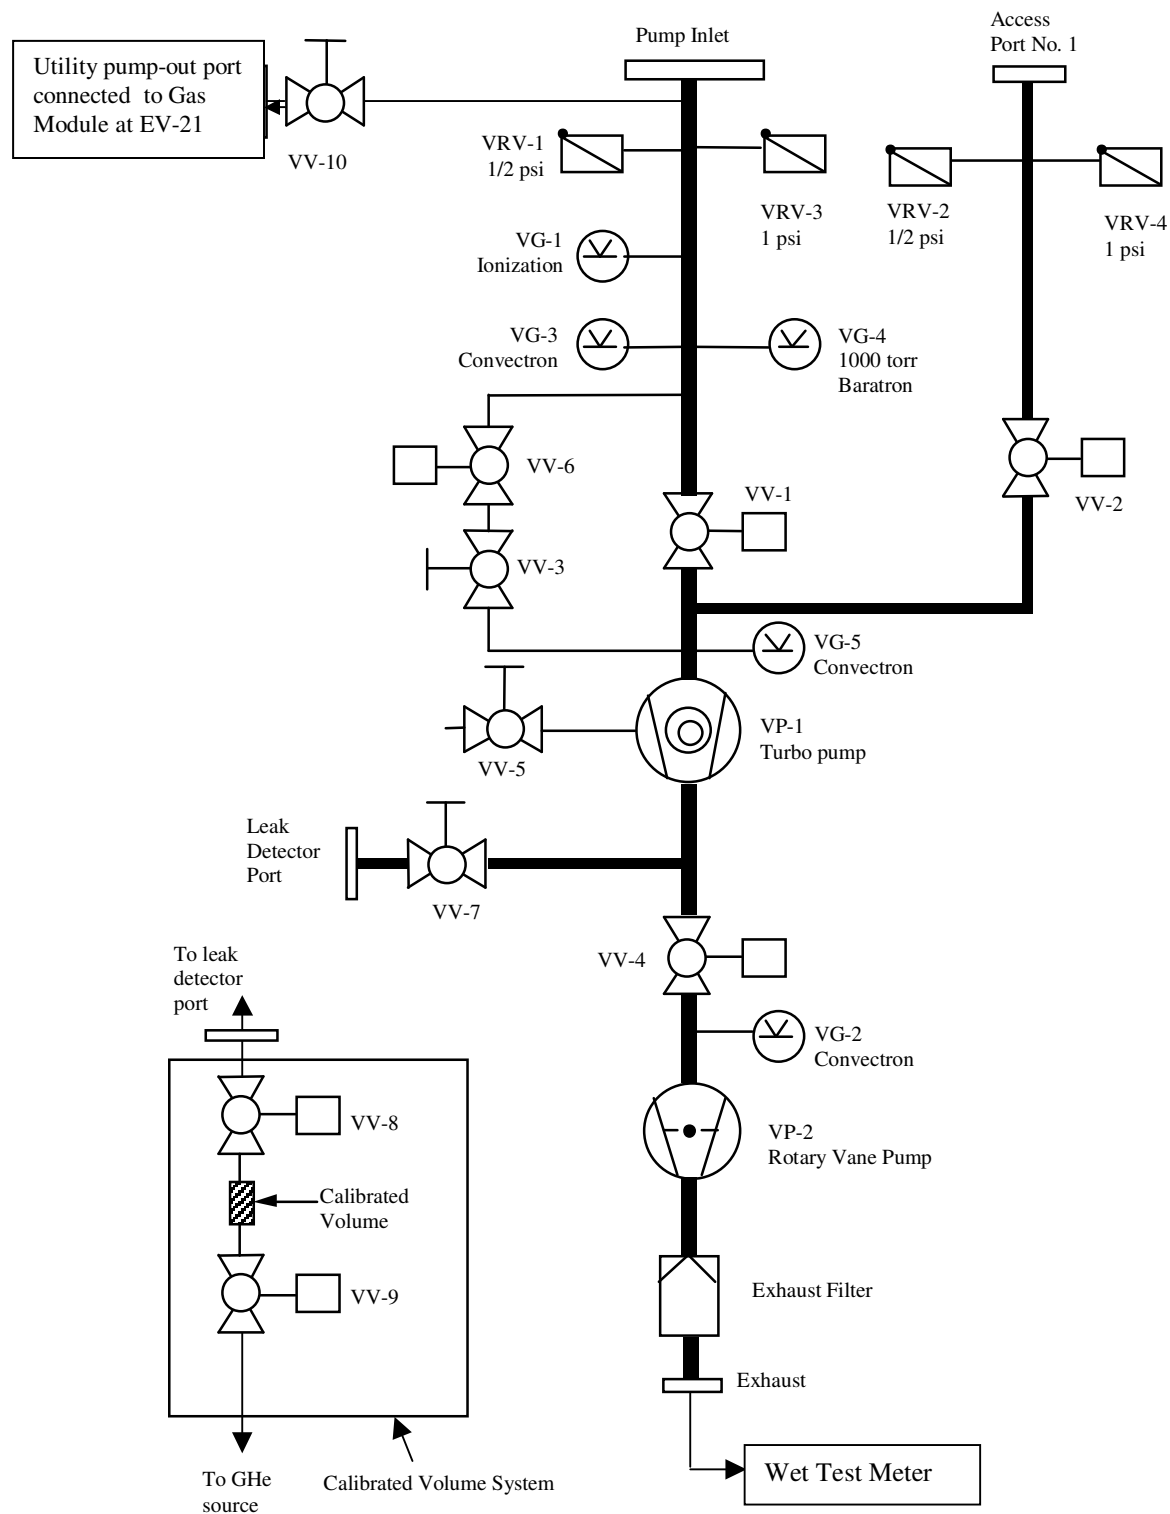 Access
Port No. 1
Pump Inlet
Utility pump-out port
connected to Gas
Module at EV-21
VV-10
VRV-1
1/2 psi
VRV-3
1 psi
VRV-2
1/2 psi
VRV-4
1 psi
VG-1
Ionization
VG-3
Convectron
VG-4
1000 torr
Baratron
VV-6
VV-1
VV-2
VV-3
VG-5
Convectron
VV-5
VP-1
Turbo pump
Leak
Detector
Port
VV-7
To leak
detector
port
VV-4
VG-2
Convectron
VV-8
VP-2
Rotary Vane Pump
Calibrated
Volume
VV-9
Exhaust Filter
Exhaust
To GHe
source
Calibrated Volume System
Wet Test Meter